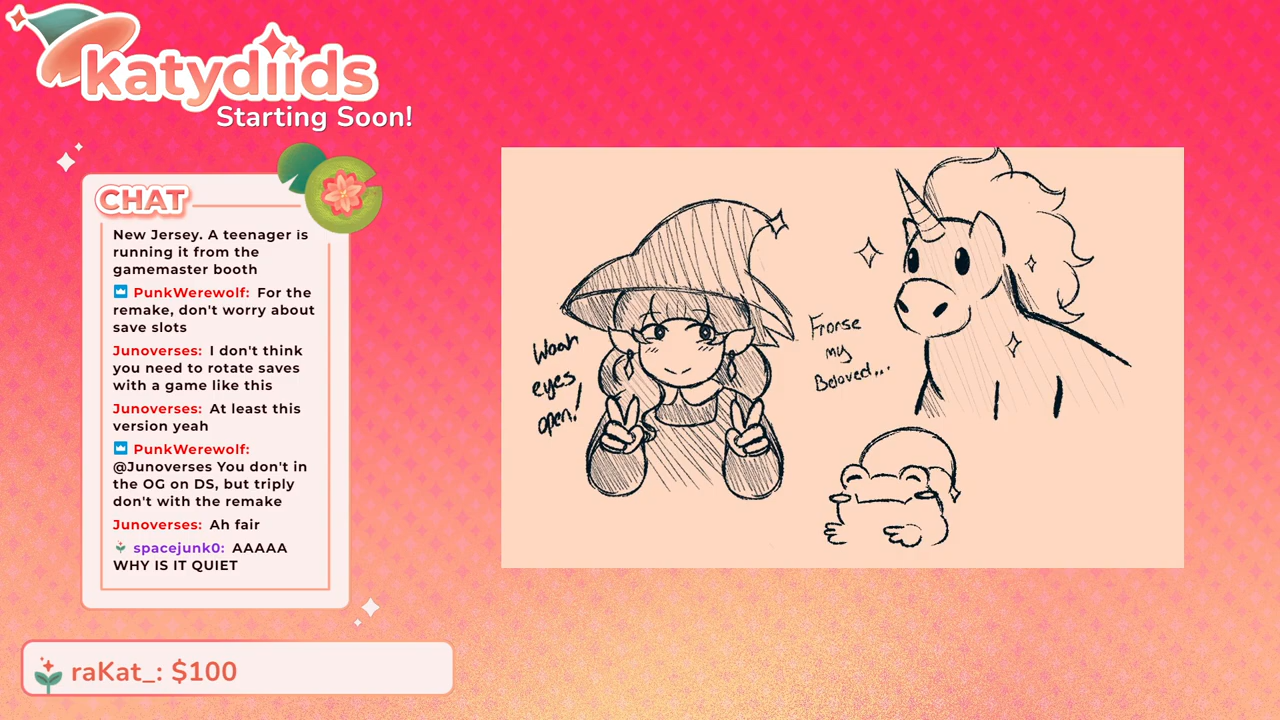 Katydiids
Starting Soon!
CHAT
New Jersey. A teenager is
running it from the
gamemaster booth
PunkWerewolf: For the
remake, don't worry about
save slots
Junoverses: I don't think
you need to rotate saves
with a game like this
Junoverses: At least this
version yeah
PunkWerewolf:
@Junoverses You don't in
the OG on DS, but triply
don't with the remake
Junoverses: Ah fair
spacejunk0: AAAAA
WHY IS IT QUIET
raKat_: $100
Woah
eyes
open!
Fronse
my
Beloved...